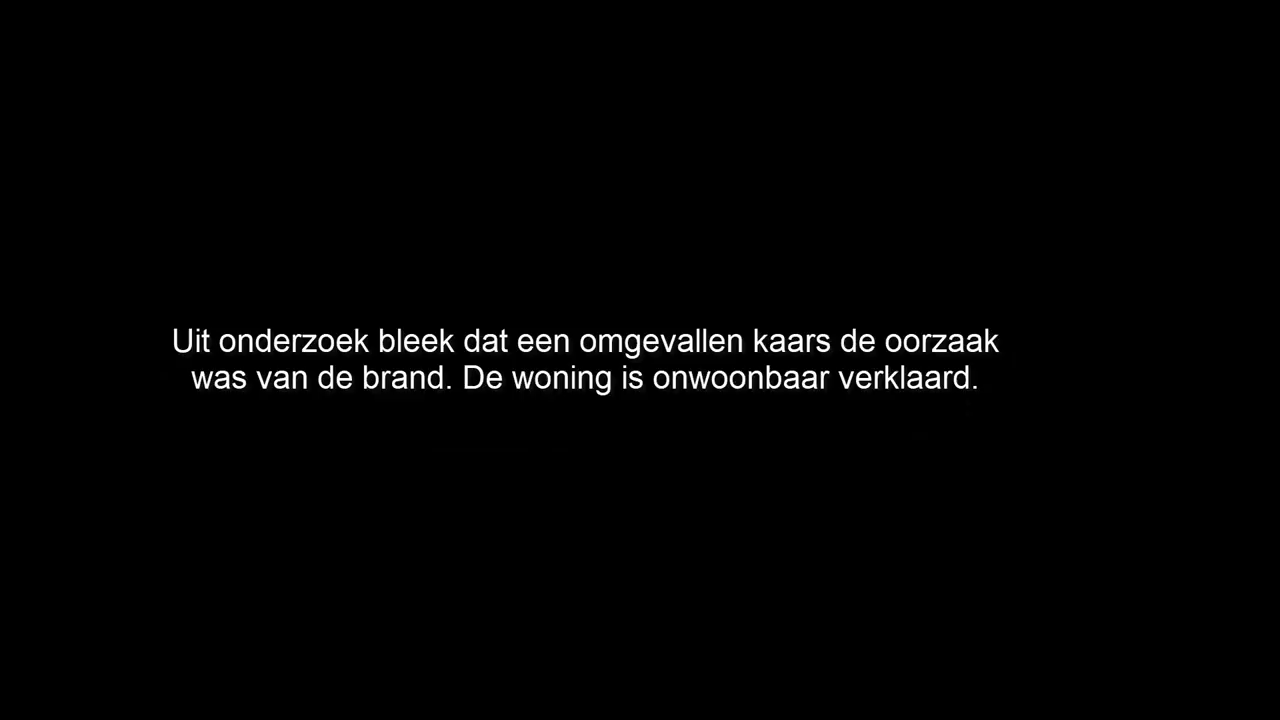 Uit onderzoek bleek dat een omgevallen kaars de oorzaak
was van de brand. De woning is onwoonbaar verklaard.